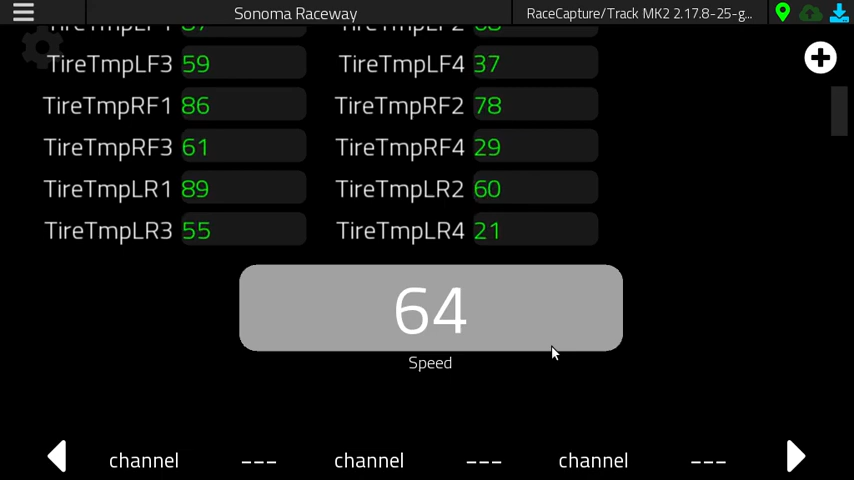 Sonoma Raceway RaceCapture/Track MK2 2.17.8-25-g...
TireTmpLF3 59 TireTmpLF4 37
TireTmpRF1 86 TireTmpRF2 78
TireTmpRF3 61 TireTmpRF4 29
TireTmpLR1 89 TireTmpLR2 60
TireTmpLR3 55 TireTmpLR4 21
64
Speed
channel --- channel --- channel ---